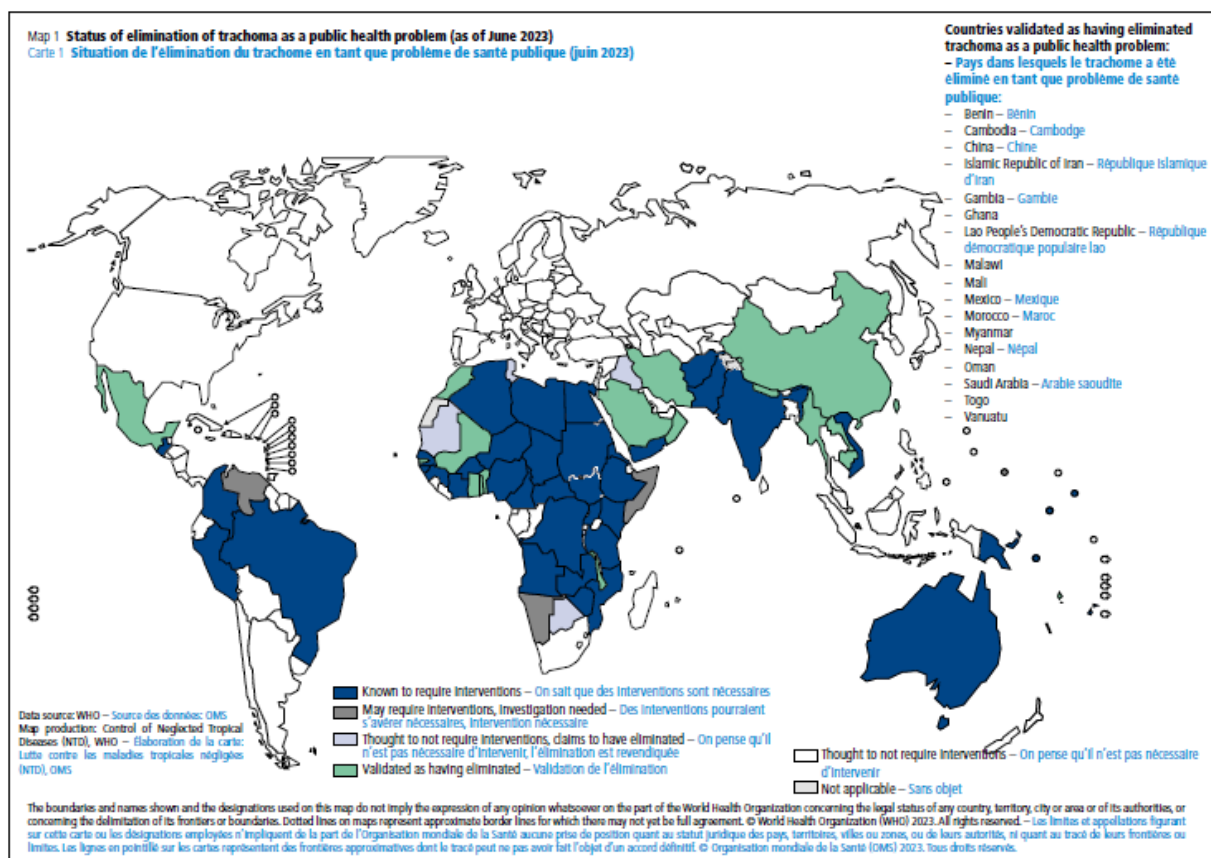 Map 1 Status of elimination of trachoma as a public health problem (as of June 2023)
Carte 1 Situation de l'élimination du trachome en tant que problème de santé publique (juin 2023)
Countries validated as having eliminated
trachoma as a public health problem:
– Pays dans lesquels le trachome a été
éliminé en tant que problème de santé
publique:
– Benin – Bénin
– Cambodia – Cambodge
– China – Chine
– Islamic Republic of Iran – République Islamique
d'Iran
– Gambia – Gambie
– Ghana
– Lao People's Democratic Republic – République
démocratique populaire lao
– Malawi
– Mali
– Mexico – Mexique
– Morocco – Maroc
– Myanmar
– Nepal – Népal
– Oman
– Saudi Arabia – Arabie saoudite
– Togo
– Vanuatu
Known to require Interventions – On sait que des Interventions sont nécessaires
May require Interventions, Investigation needed – Des Interventions pourraient
s'avérer nécessaires, Intervention nécessaire
Thought to not require Interventions, claims to have eliminated – On pense qu'il
n'est pas nécessaire d'Intervenir, l'élimination est revendiquée
Validated as having eliminated – Validation de l'élimination
Thought to not require Interventions – On pense qu'il n'est pas nécessaire
d'Intervenir
Not applicable – Sans objet
Data source: WHO – Source des données: OMS
Map production: Control of Neglected Tropical
Diseases (NTD), WHO – Élaboration de la carte:
Lutte contre les maladies tropicales négligées
(NTD), OMS
The boundaries and names shown and the designations used on this map do not imply the expression of any opinion whatsoever on the part of the World Health Organization concerning the legal status of any country, territory, city or area or of its authorities, or
concerning the delimitation of its frontiers or boundaries. Dotted lines on maps represent approximate border lines for which there may not yet be full agreement. © World Health Organization (WHO) 2023. All rights reserved. – Les limites et appellations figurant
sur cette carte ou les désignations employées n'impliquent de la part de l'Organisation mondiale de la Santé aucune prise de position quant au statut juridique des pays, territoires, villes ou zones, ou de leurs autorités, ni quant au tracé de leurs frontières ou
limites. Les lignes en pointillé sur les cartes représentent des frontières approximatives dont le tracé peut ne pas avoir fait l'objet d'un accord définitif. © Organisation mondiale de la Santé (OMS) 2023. Tous droits réservés.